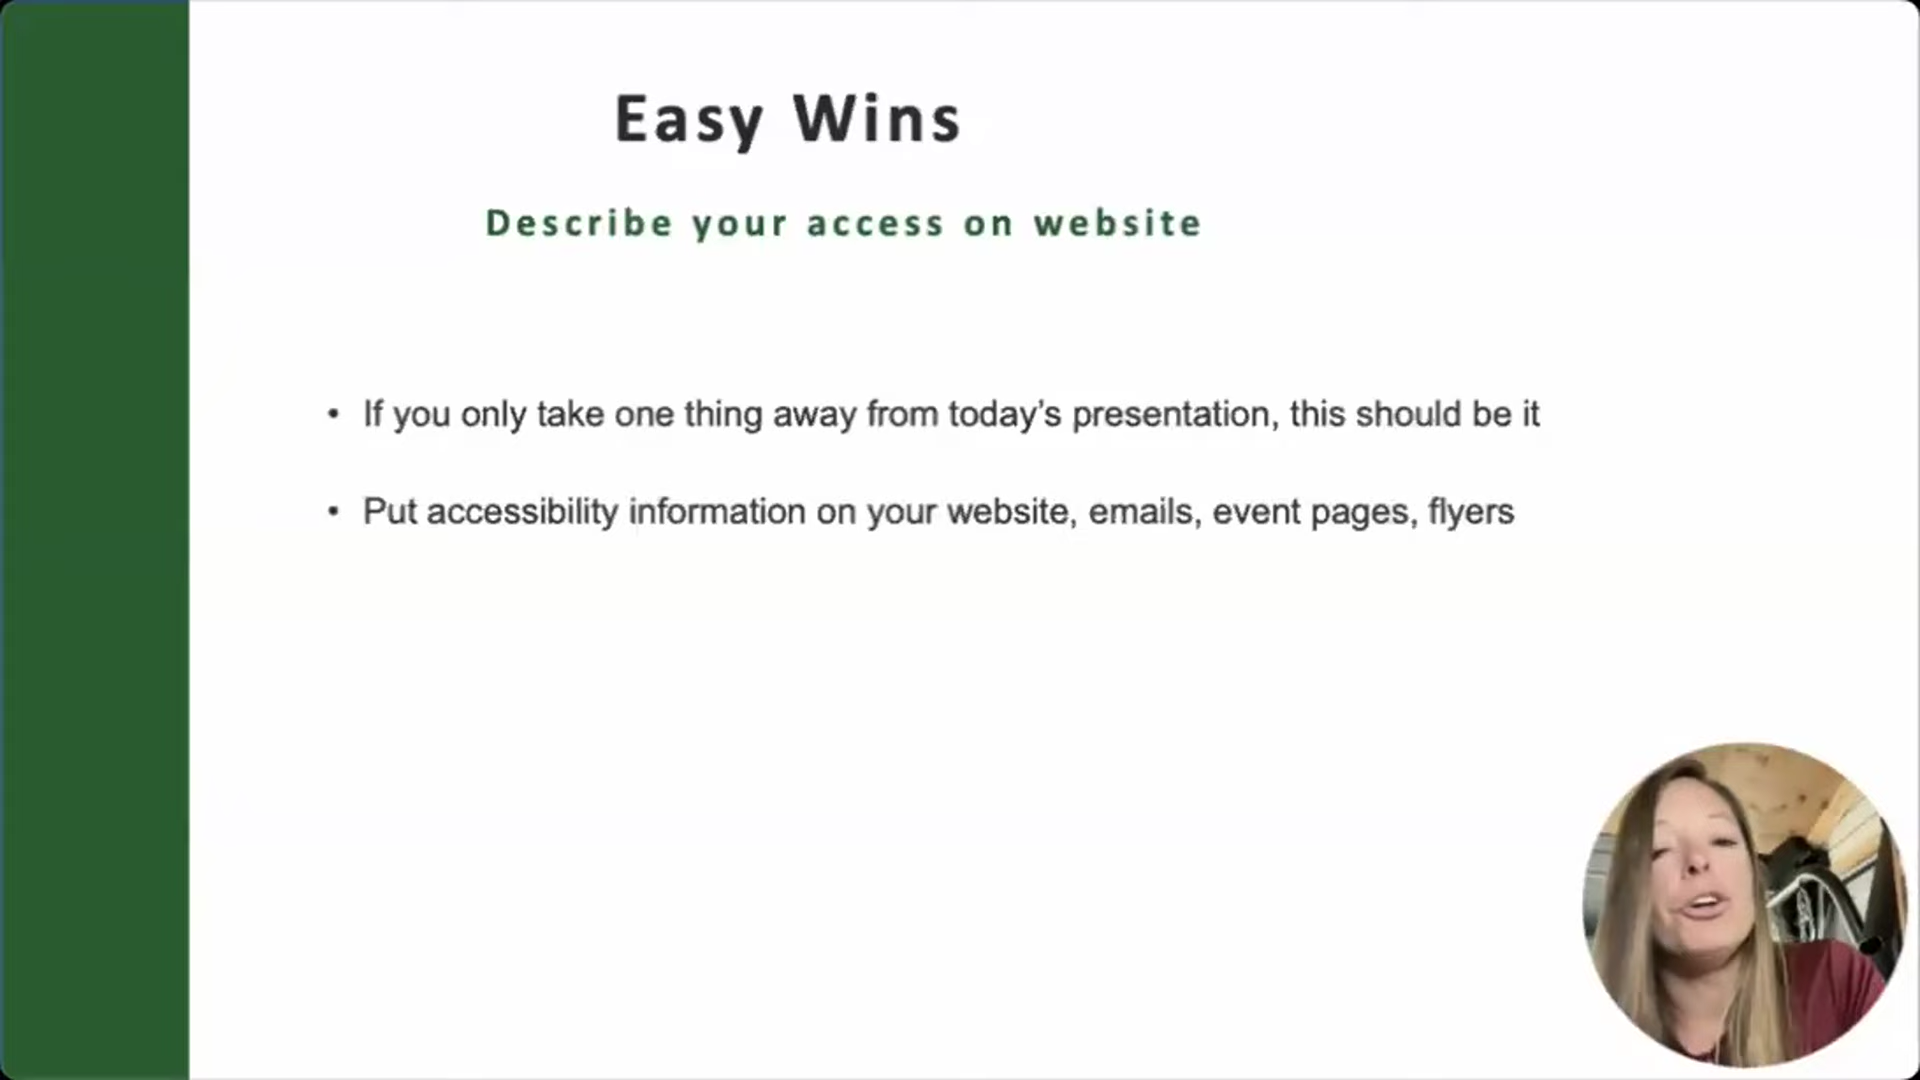 Easy Wins
Describe your access on website
• If you only take one thing away from today’s presentation, this should be it
• Put accessibility information on your website, emails, event pages, flyers